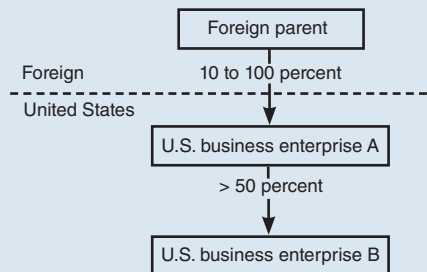 Foreign parent
Foreign
10 to 100 percent
United States
U.S. business enterprise A
> 50 percent
U.S. business enterprise B